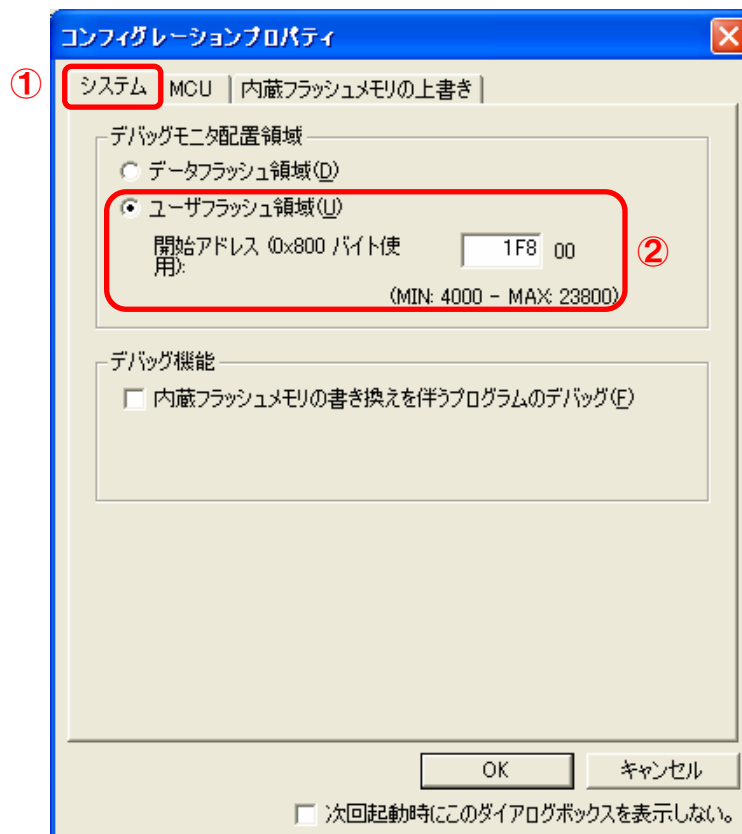 コンフィグレーションプロパティ
①
システム MCU 内蔵フラッシュメモリの上書き
デバッグモニタ配置領域
データフラッシュ領域(D)
ユーザフラッシュ領域(U)
開始アドレス (0x800 バイト使
用):
1F8 00
②
(MIN: 4000 - MAX: 23800)
デバッグ機能
内蔵フラッシュメモリの書き換えを伴うプログラムのデバッグ(F)
OK キャンセル
次回起動時にこのダイアログボックスを表示しない。